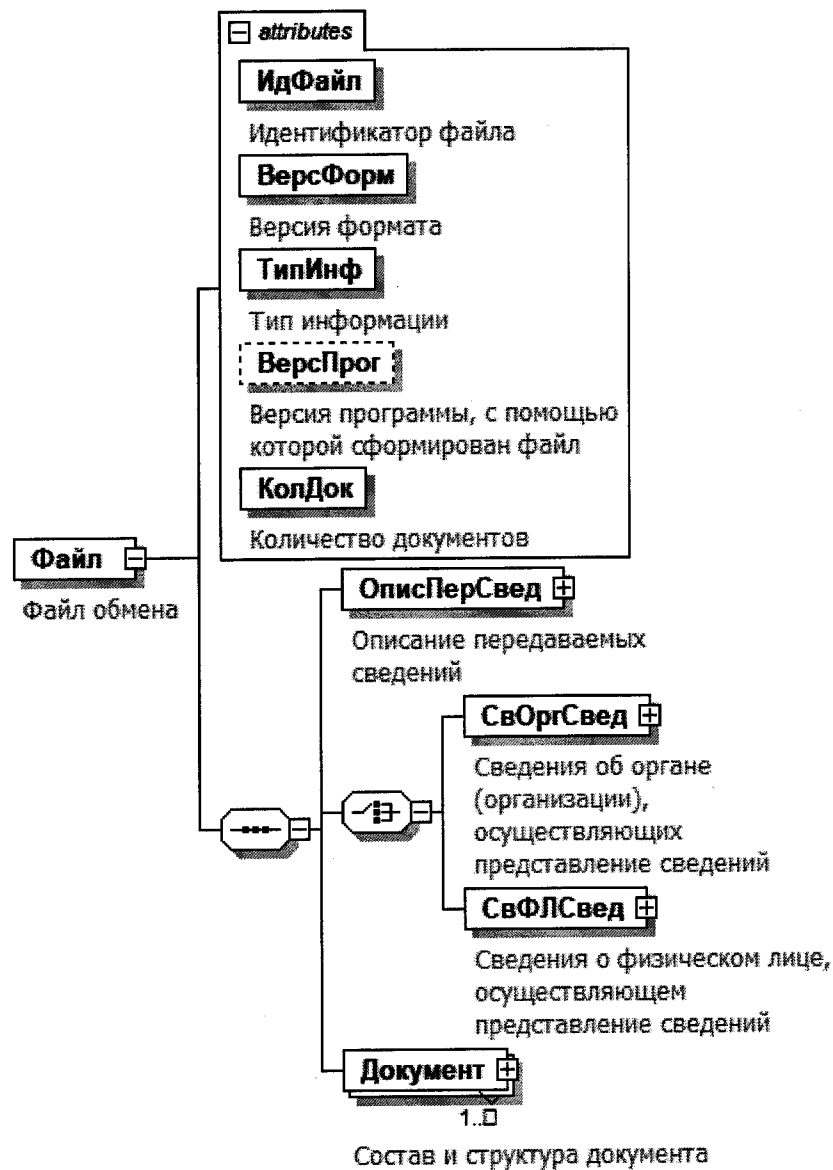 attributes
ИдФайл
Идентификатор файла
ВерсФорм
Версия формата
ТипИнф
Тип информации
ВерсПрог
Версия программы, с помощью
которой сформирован файл
КолДок
Количество документов
Файл
Файл обмена
ОписПерСвед
Описание передаваемых
сведений
СвОргСвед
Сведения об органе
(организации),
осуществляющих
представление сведений
СвФЛСвед
Сведения о физическом лице,
осуществляющем
представление сведений
Документ
1..□
Состав и структура документа